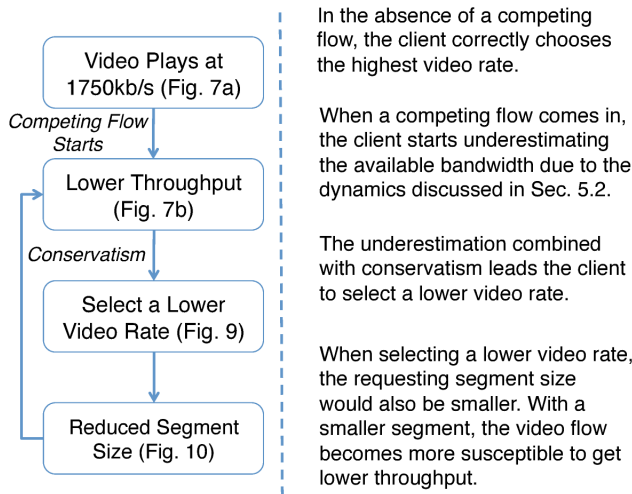 Video Plays at
1750kb/s (Fig. 7a)
Competing Flow
Starts
Lower Throughput
(Fig. 7b)
Conservatism
Select a Lower
Video Rate (Fig. 9)
Reduced Segment
Size (Fig. 10)
In the absence of a competing
flow, the client correctly chooses
the highest video rate.
When a competing flow comes in,
the client starts underestimating
the available bandwidth due to the
dynamics discussed in Sec. 5.2.
The underestimation combined
with conservatism leads the client
to select a lower video rate.
When selecting a lower video rate,
the requesting segment size
would also be smaller. With a
smaller segment, the video flow
becomes more susceptible to get
lower throughput.